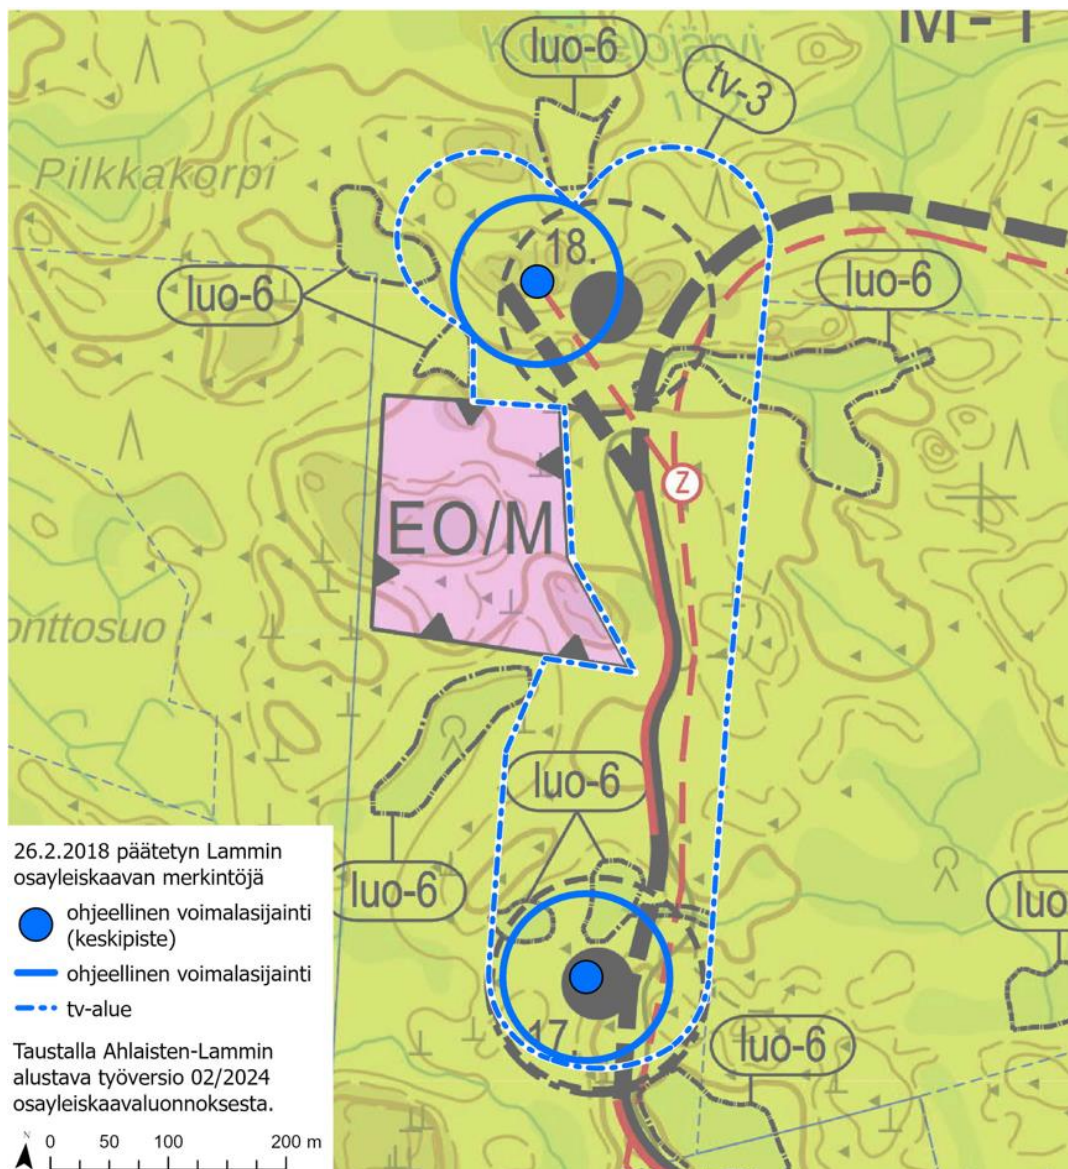 M-1
luo-6
tv-3
Pilkkakorpi
18.
luo-6
luo-6
EO/M
Z
onttosuo
luo-6
luo-6
luo
17.
luo-6
26.2.2018 päätetyn Lammin
osayleiskaavan merkintöjä
ohjeellinen voimalasijainti
(keskipiste)
ohjeellinen voimalasijainti
tv-alue
Taustalla Ahlaisten-Lammin
alustava työversio 02/2024
osayleiskaavaluonnoksesta.
N
0 50 100 200 m